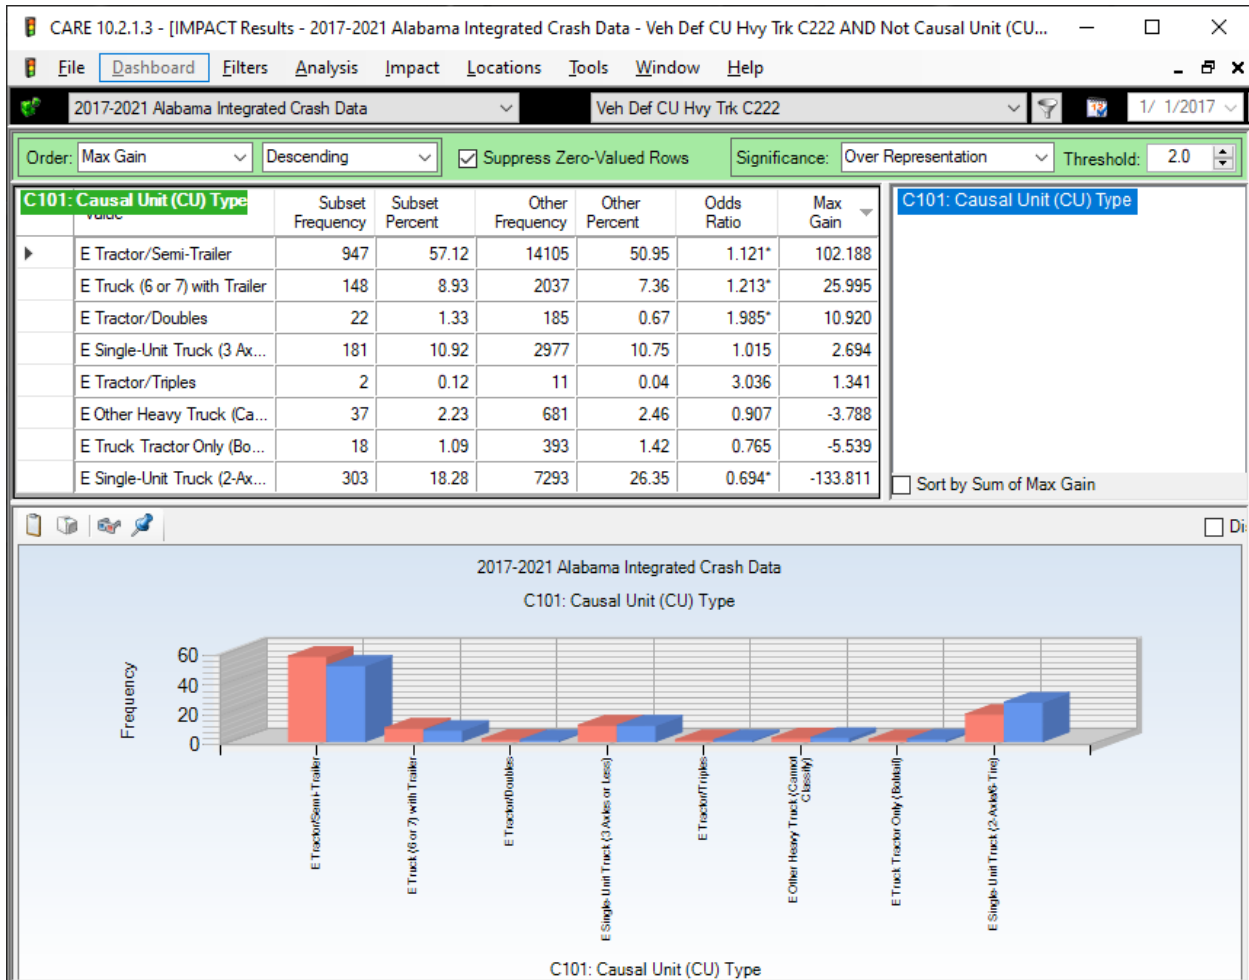 CARE 10.2.1.3 - [IMPACT Results - 2017-2021 Alabama Integrated Crash Data - Veh Def CU Hvy Trk C222 AND Not Causal Unit (CU...
File Dashboard Filters Analysis Impact Locations Tools Window Help
2017-2021 Alabama Integrated Crash Data Veh Def CU Hvy Trk C222 1/ 1/2017
Order: Max Gain Descending Suppress Zero-Valued Rows Significance: Over Representation Threshold: 2.0
C101: Causal Unit (CU) Type Subset Frequency Subset Percent Other Frequency Other Percent Odds Ratio Max Gain C101: Causal Unit (CU) Type
E Tractor/Semi-Trailer 947 57.12 14105 50.95 1.121* 102.188
E Truck (6 or 7) with Trailer 148 8.93 2037 7.36 1.213* 25.995
E Tractor/Doubles 22 1.33 185 0.67 1.985* 10.920
E Single-Unit Truck (3 Ax... 181 10.92 2977 10.75 1.015 2.694
E Tractor/Triples 2 0.12 11 0.04 3.036 1.341
E Other Heavy Truck (Ca... 37 2.23 681 2.46 0.907 -3.788
E Truck Tractor Only (Bo... 18 1.09 393 1.42 0.765 -5.539
E Single-Unit Truck (2-Ax... 303 18.28 7293 26.35 0.694* -133.811
Sort by Sum of Max Gain
Di
2017-2021 Alabama Integrated Crash Data
C101: Causal Unit (CU) Type
Frequency
60
40
20
0
E Tractor/Semi-Trailer
E Truck (6 or 7) with Trailer
E Tractor/Doubles
E Single-Unit Truck (3 Axles or Less)
E Tractor/Triples
E Other Heavy Truck (Cannot
Classify)
E Truck Tractor Only (Bobtail)
E Single-Unit Truck (2-Axle/6-Tire)
C101: Causal Unit (CU) Type